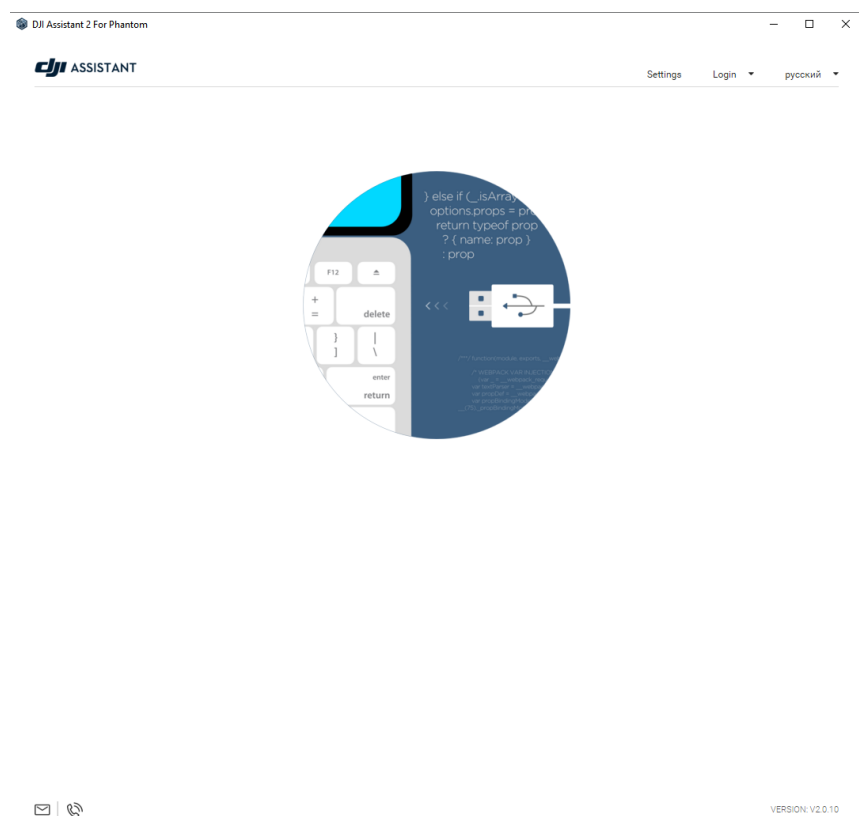 DJI Assistant 2 For Phantom
dji ASSISTANT
Settings Login русский
} else if (_isArray
options.props = pr
return typeof prop
? { name: prop }
: prop
F12
+
=
delete
}
]
|
\
enter
return
VERSION: V2.0.10